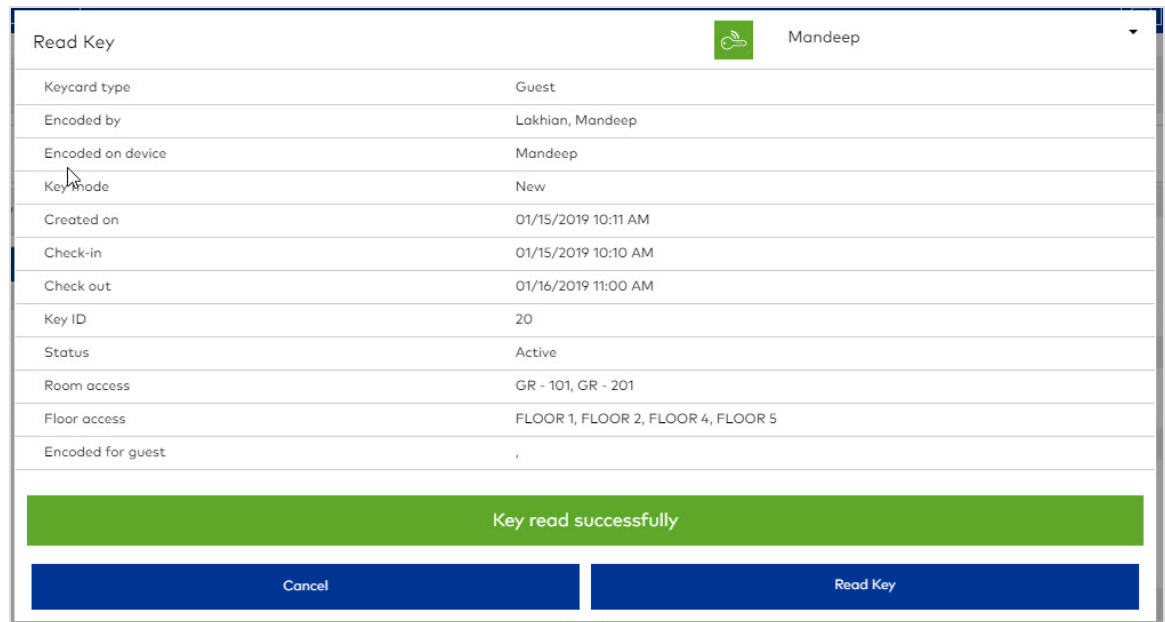 Read Key Mandeep
Keycard type Guest
Encoded by Lakhian, Mandeep
Encoded on device Mandeep
Key mode New
Created on 01/15/2019 10:11 AM
Check-in 01/15/2019 10:10 AM
Check out 01/16/2019 11:00 AM
Key ID 20
Status Active
Room access GR - 101, GR - 201
Floor access FLOOR 1, FLOOR 2, FLOOR 4, FLOOR 5
Encoded for guest ,
Key read successfully
Cancel Read Key